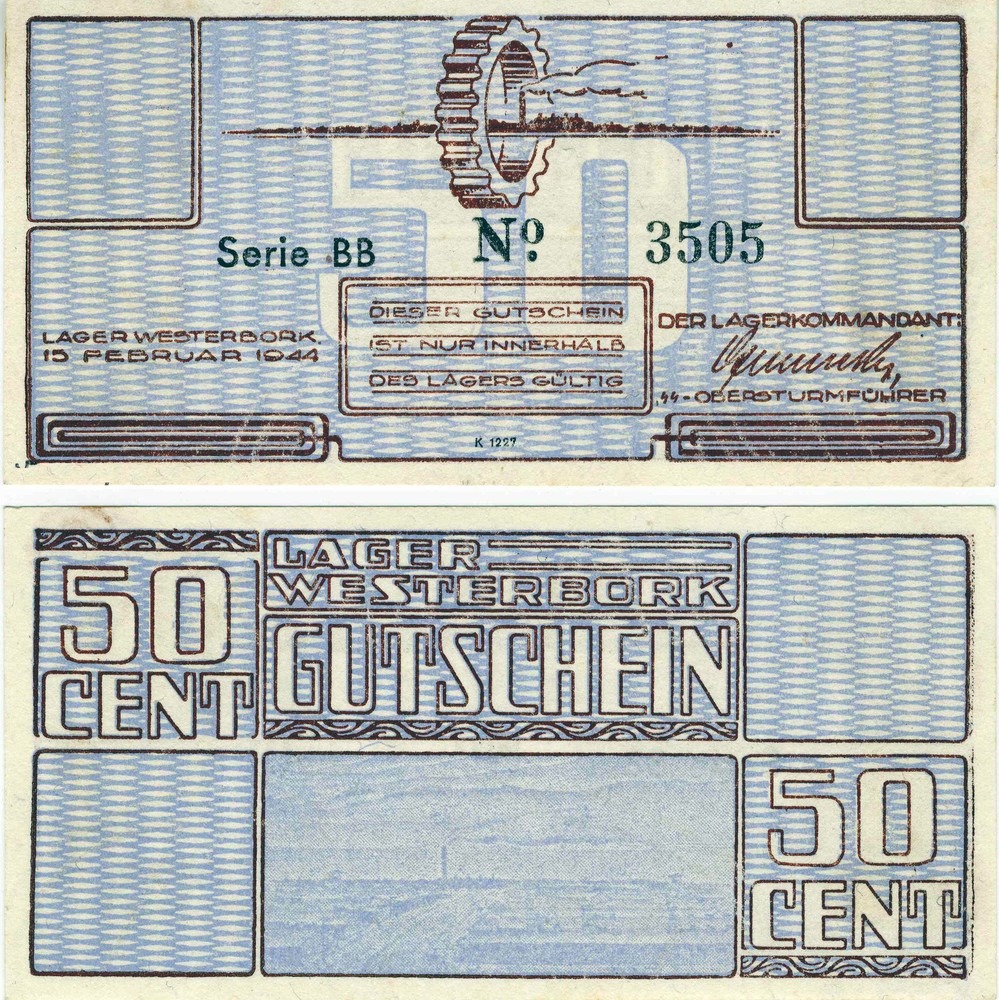 50
Serie BB Nº 3505
LAGER WESTERBORK
15 FEBRUAR 1944
DIESER GUTSCHEIN
IST NUR INNERHALB
DES LAGERS GÜLTIG
DER LAGERKOMMANDANT:
SS-OBERSTURMFÜHRER
K 1227
50
CENT
LAGER
WESTERBORK
GUTSCHEIN
50
CENT